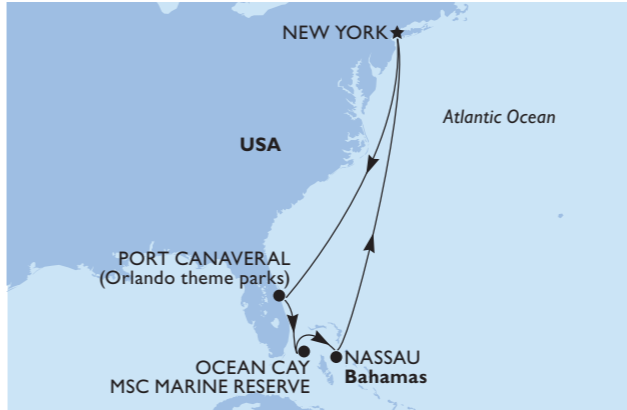 NEW YORK
Atlantic Ocean
USA
PORT CANAVERAL
(Orlando theme parks)
OCEAN CAY
MSC MARINE RESERVE
NASSAU
Bahamas